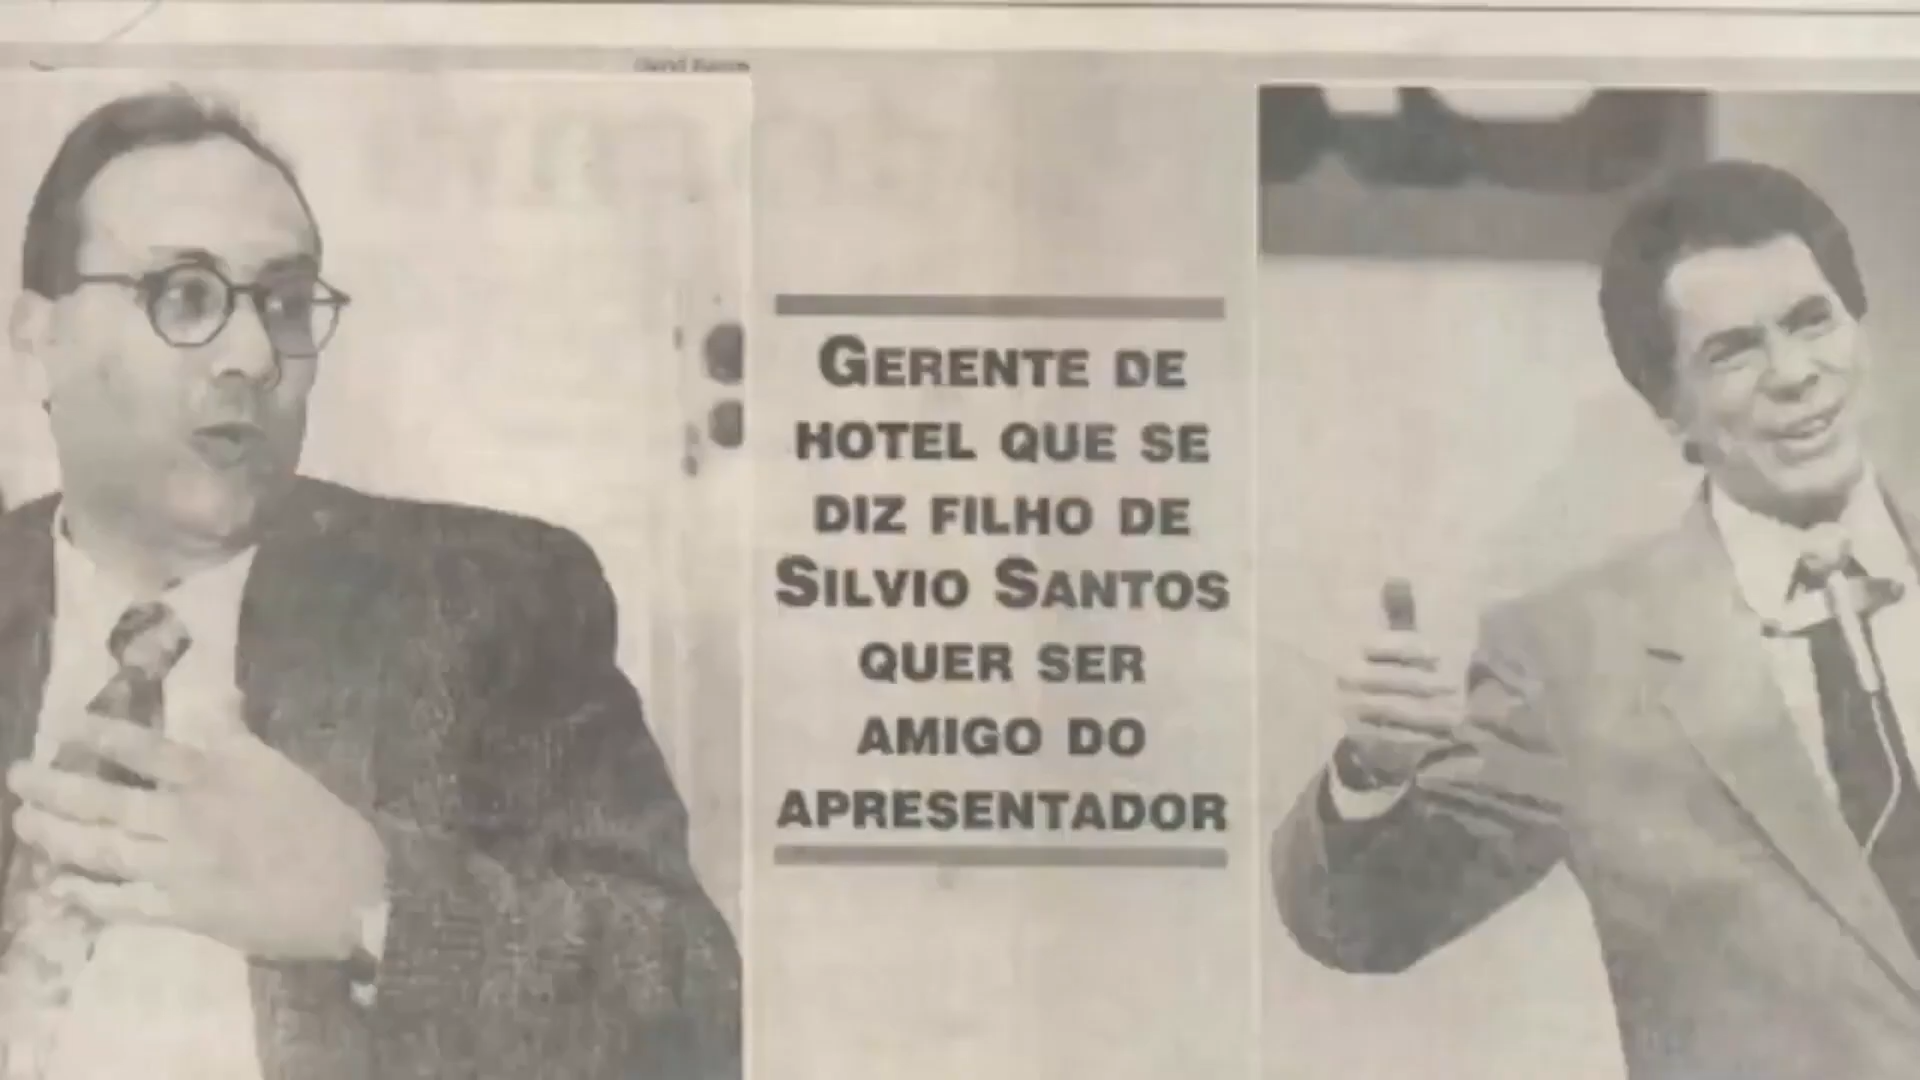 GERENTE DE
HOTEL QUE SE
DIZ FILHO DE
SILVIO SANTOS
QUER SER
AMIGO DO
APRESENTADOR